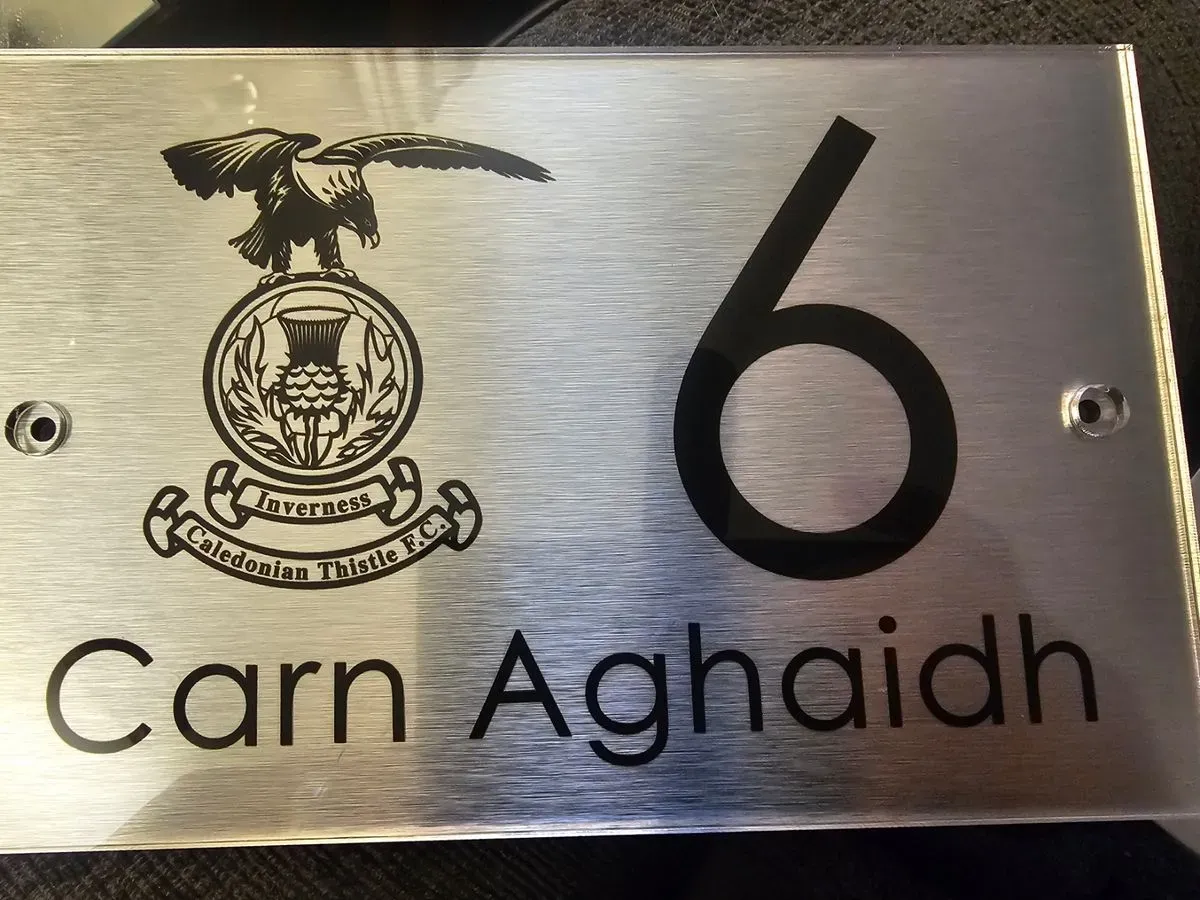 6
Inverness
Caledonian Thistle F.C.
Carn Aghaidh